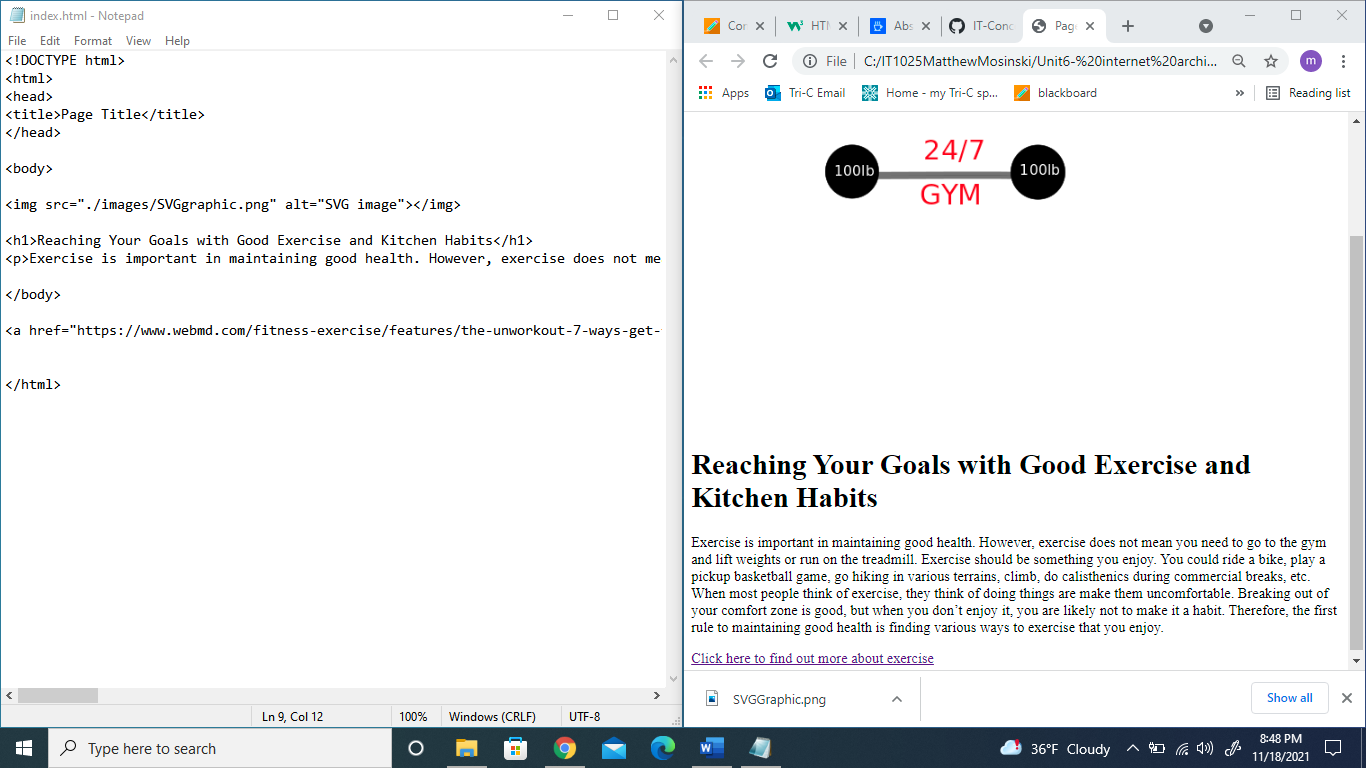 index.html - Notepad
File Edit Format View Help
<!DOCTYPE html>
<html>
<head>
<title>Page Title</title>
</head>
<body>
<img src="./images/SVGgraphic.png" alt="SVG image"></img>
<h1>Reaching Your Goals with Good Exercise and Kitchen Habits</h1>
<p>Exercise is important in maintaining good health. However, exercise does not me
</body>
<a href="https://www.webmd.com/fitness-exercise/features/the-unworkout-7-ways-get-
</html>
Ln 9, Col 12 100% Windows (CRLF) UTF-8
Cor HTM Abs IT-Conc Page
File C:/IT1025MatthewMosinski/Unit6-%20internet%20archi... m
Apps Tri-C Email Home - my Tri-C sp... blackboard » Reading list
24/7
100lb 100lb
GYM
Reaching Your Goals with Good Exercise and
Kitchen Habits
Exercise is important in maintaining good health. However, exercise does not mean you need to go to the gym
and lift weights or run on the treadmill. Exercise should be something you enjoy. You could ride a bike, play a
pickup basketball game, go hiking in various terrains, climb, do calisthenics during commercial breaks, etc.
When most people think of exercise, they think of doing things are make them uncomfortable. Breaking out of
your comfort zone is good, but when you don’t enjoy it, you are likely not to make it a habit. Therefore, the first
rule to maintaining good health is finding various ways to exercise that you enjoy.
Click here to find out more about exercise
SVGGraphic.png Show all
Type here to search
36°F Cloudy
8:48 PM
11/18/2021